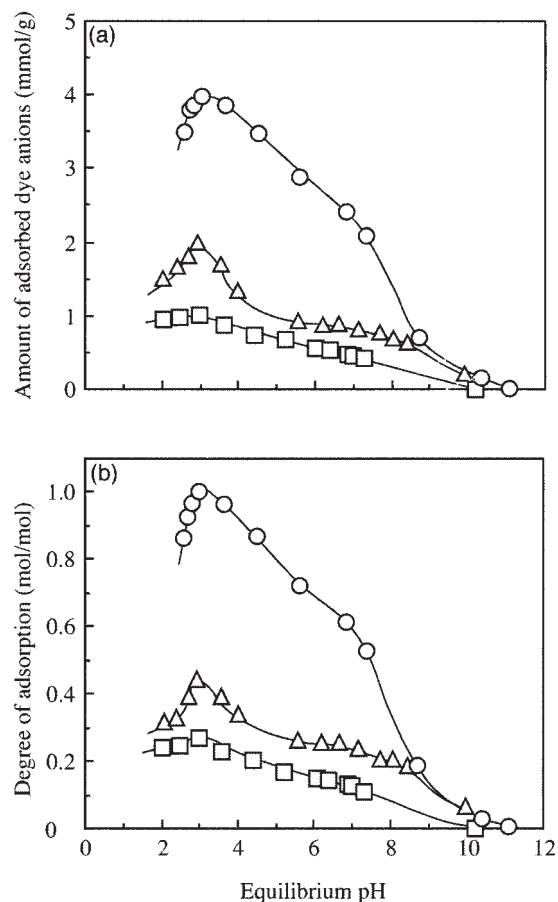 (a)
Amount of adsorbed dye anions (mmol/g)
5
4
3
2
1
0
(b)
Degree of adsorption (mol/mol)
1.0
0.8
0.6
0.4
0.2
0
0 2 4 6 8 10 12
Equilibrium pH